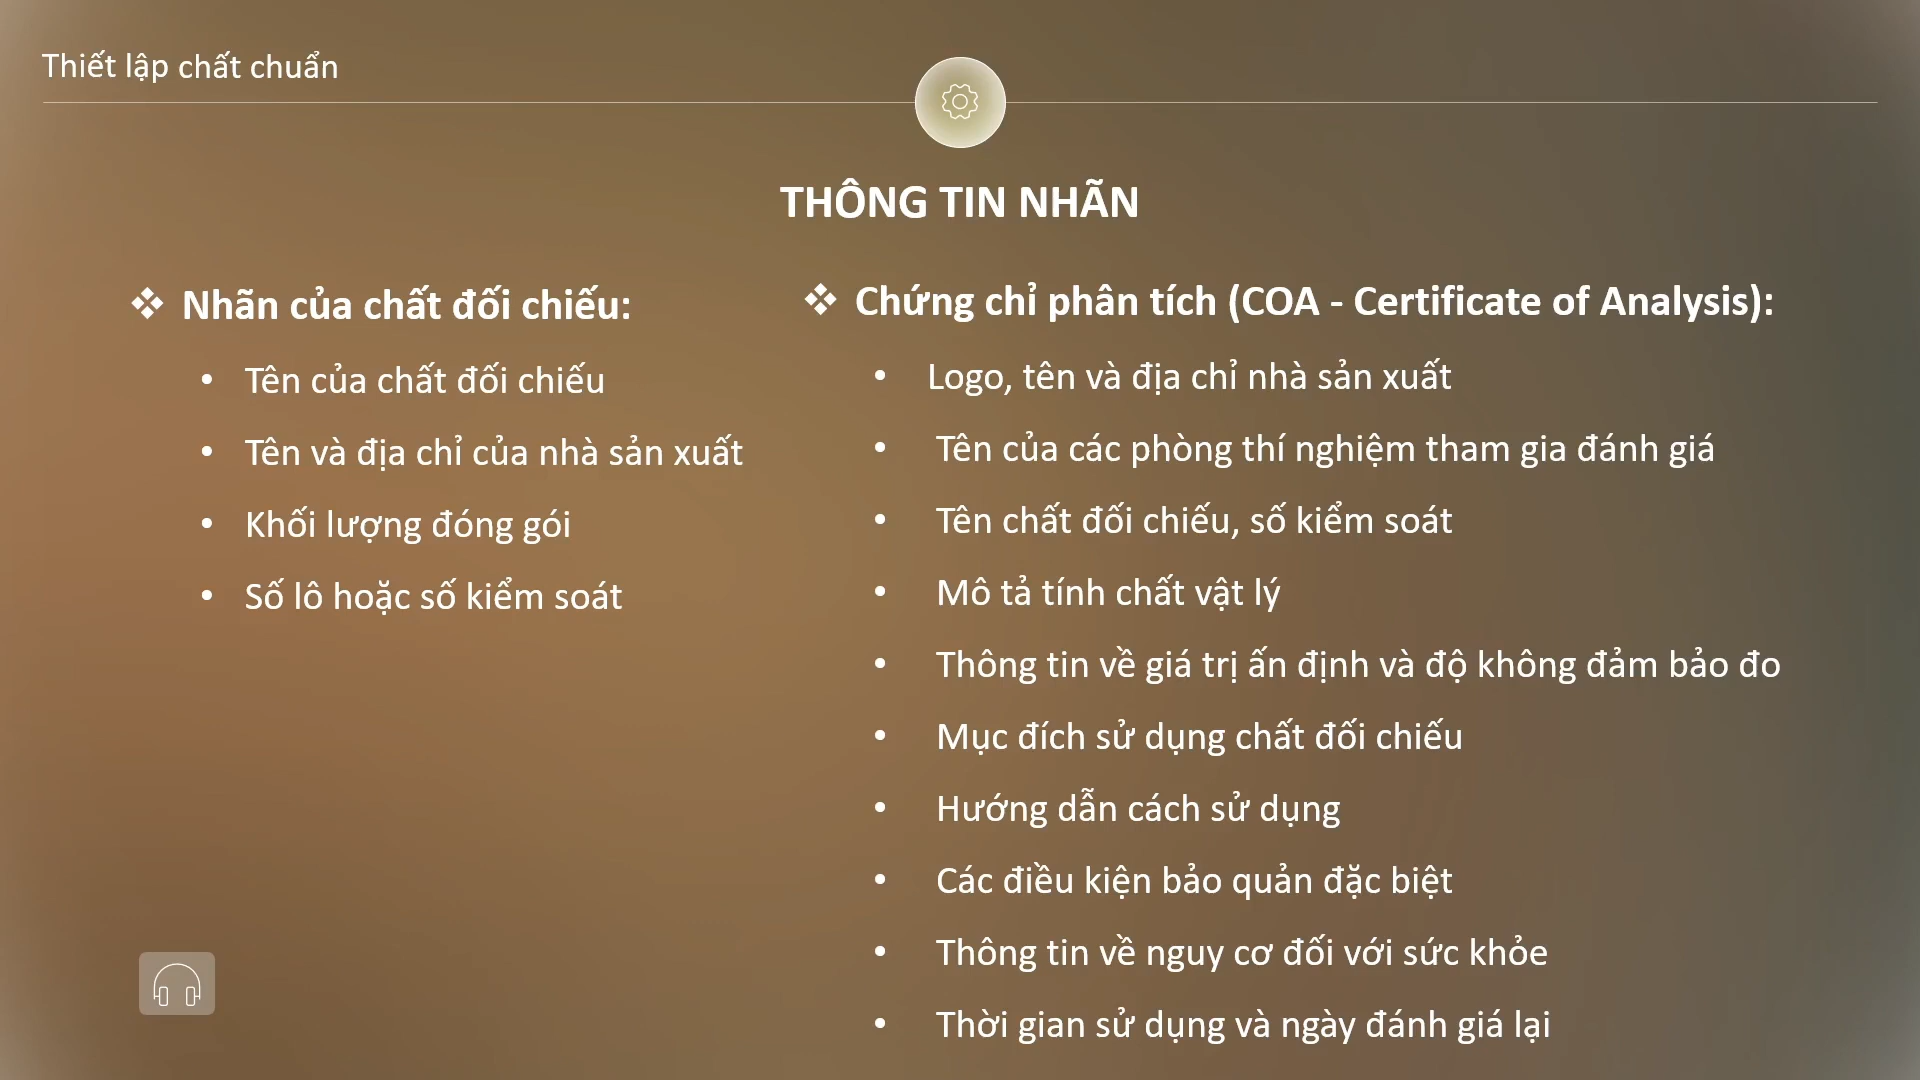 Thiết lập chất chuẩn
THÔNG TIN NHÃN
❖ Nhãn của chất đối chiếu:
• Tên của chất đối chiếu
• Tên và địa chỉ của nhà sản xuất
• Khối lượng đóng gói
• Số lô hoặc số kiểm soát
❖ Chứng chỉ phân tích (COA - Certificate of Analysis):
• Logo, tên và địa chỉ nhà sản xuất
• Tên của các phòng thí nghiệm tham gia đánh giá
• Tên chất đối chiếu, số kiểm soát
• Mô tả tính chất vật lý
• Thông tin về giá trị ấn định và độ không đảm bảo đo
• Mục đích sử dụng chất đối chiếu
• Hướng dẫn cách sử dụng
• Các điều kiện bảo quản đặc biệt
• Thông tin về nguy cơ đối với sức khỏe
• Thời gian sử dụng và ngày đánh giá lại